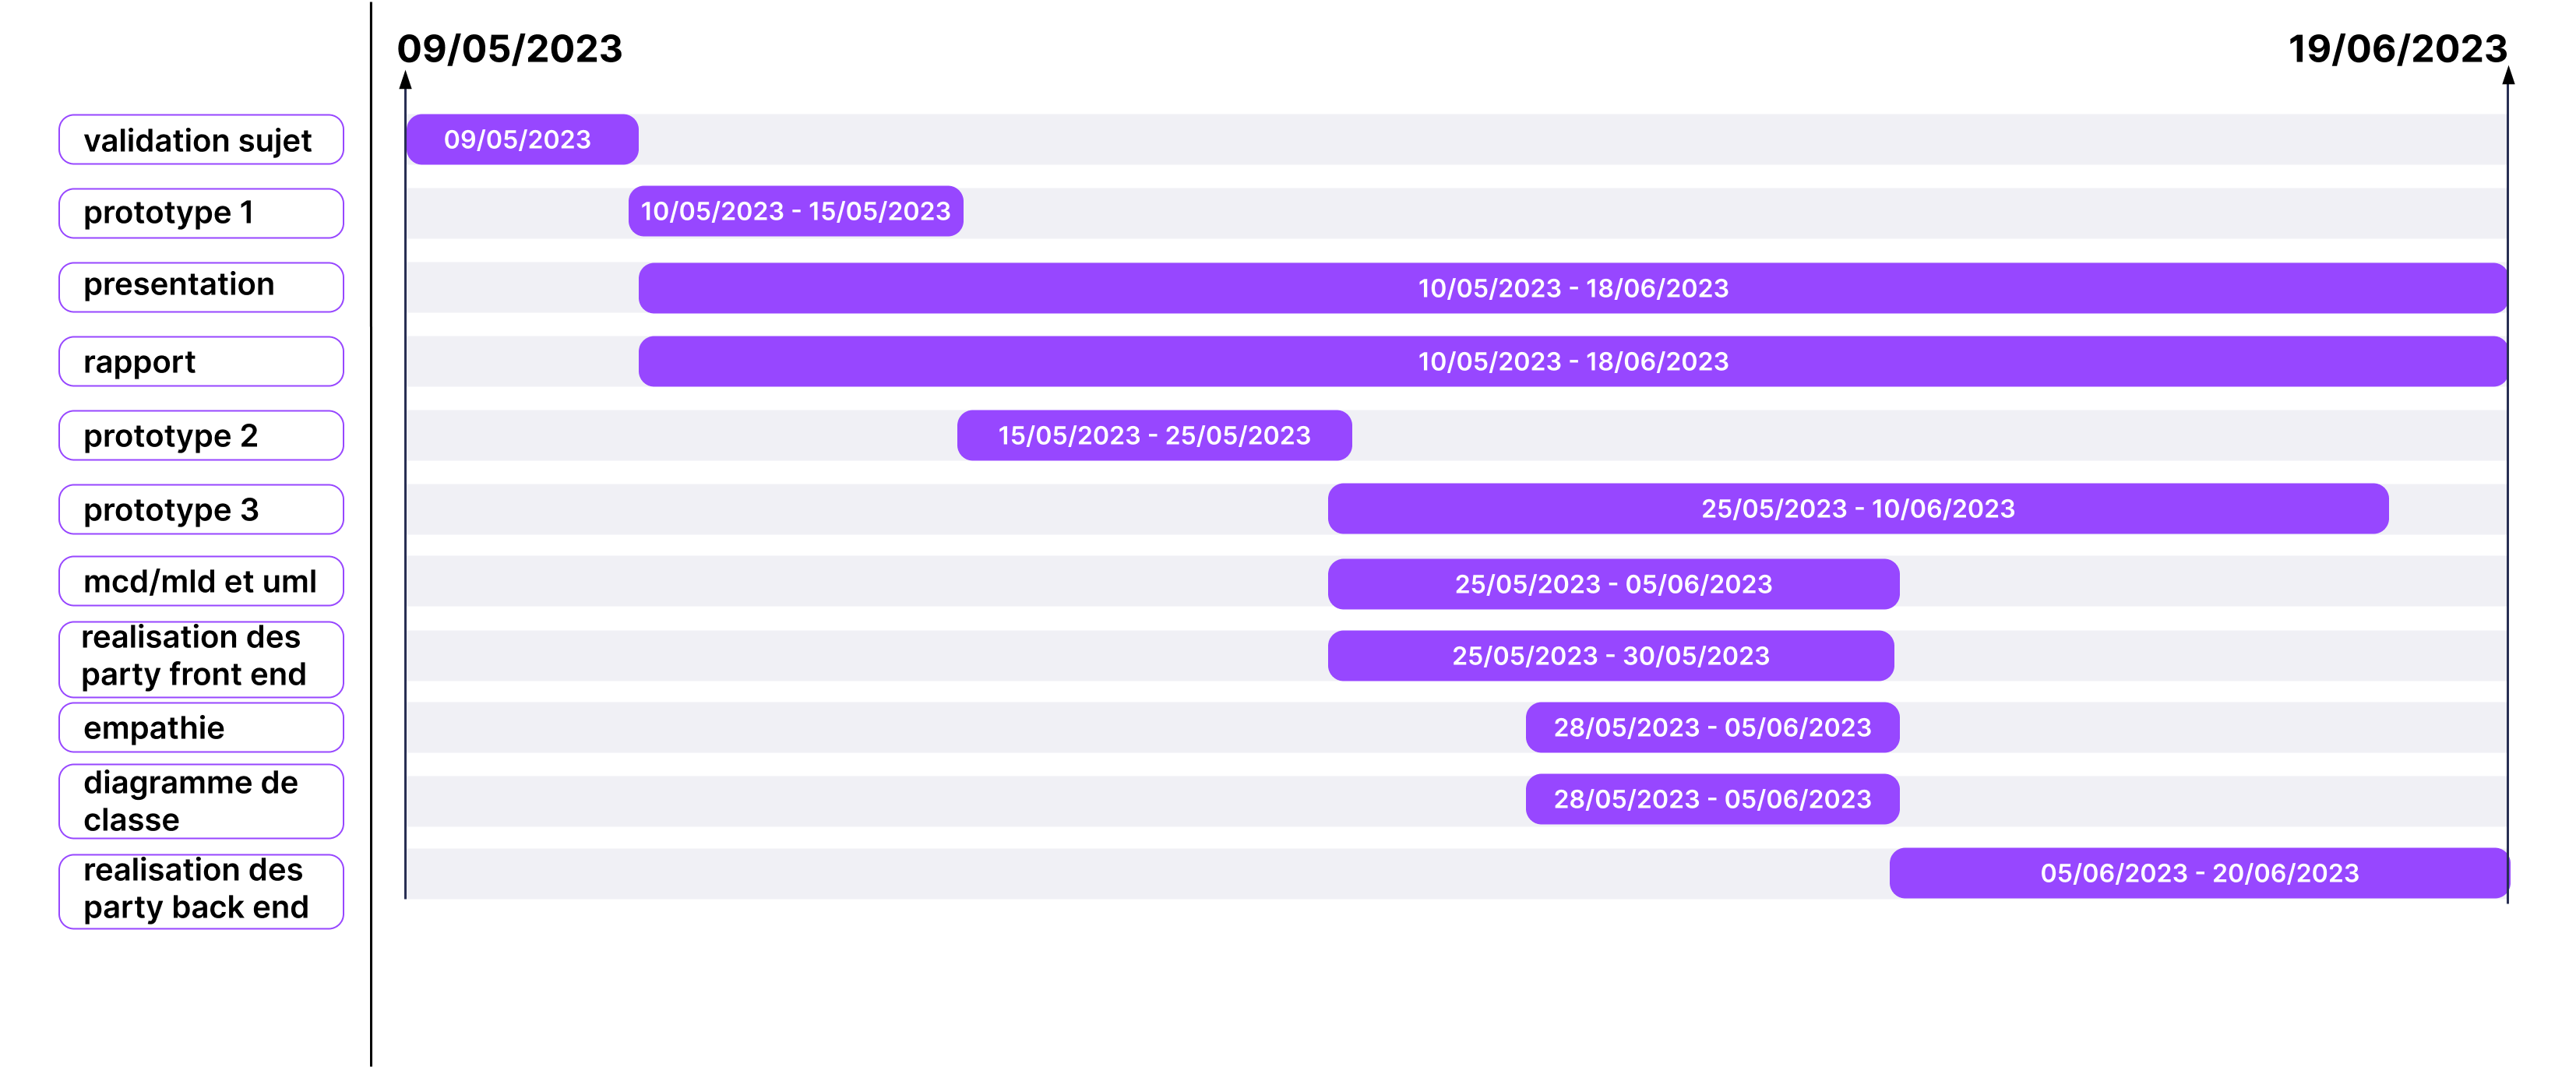 09/05/2023
19/06/2023
validation sujet
09/05/2023
prototype 1
10/05/2023 - 15/05/2023
presentation
10/05/2023 - 18/06/2023
rapport
10/05/2023 - 18/06/2023
prototype 2
15/05/2023 - 25/05/2023
prototype 3
25/05/2023 - 10/06/2023
mcd/mld et uml
25/05/2023 - 05/06/2023
realisation des
party front end
25/05/2023 - 30/05/2023
empathie
28/05/2023 - 05/06/2023
diagramme de
classe
28/05/2023 - 05/06/2023
realisation des
party back end
05/06/2023 - 20/06/2023